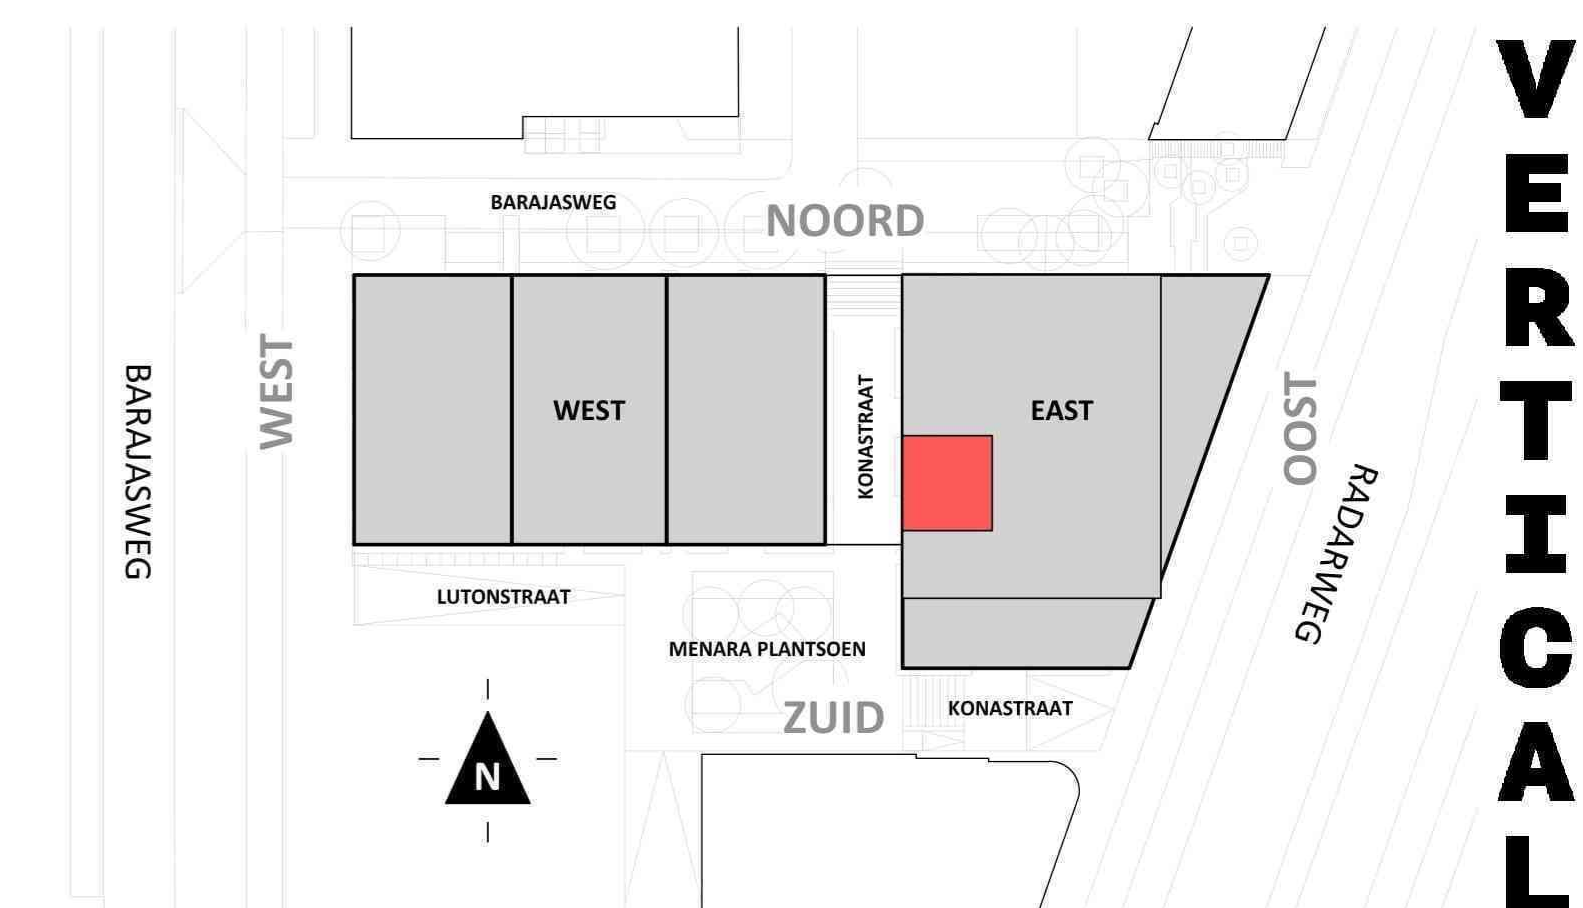 BARAJASWEG
NOORD
WEST
BARAJASWEG
WEST
KONASTRAAT
EAST
OOST
RADARWEG
LUTONSTRAAT
MENARA PLANTSOEN
ZUID
KONASTRAAT
N
VERTICAL